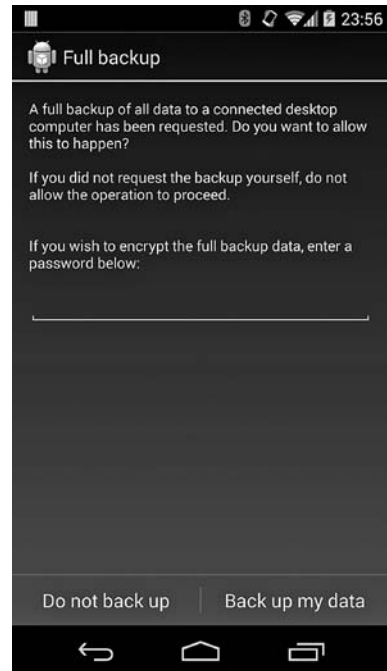 23:56
Full backup
A full backup of all data to a connected desktop
computer has been requested. Do you want to allow
this to happen?
If you did not request the backup yourself, do not
allow the operation to proceed.
If you wish to encrypt the full backup data, enter a
password below:
Do not back up
Back up my data